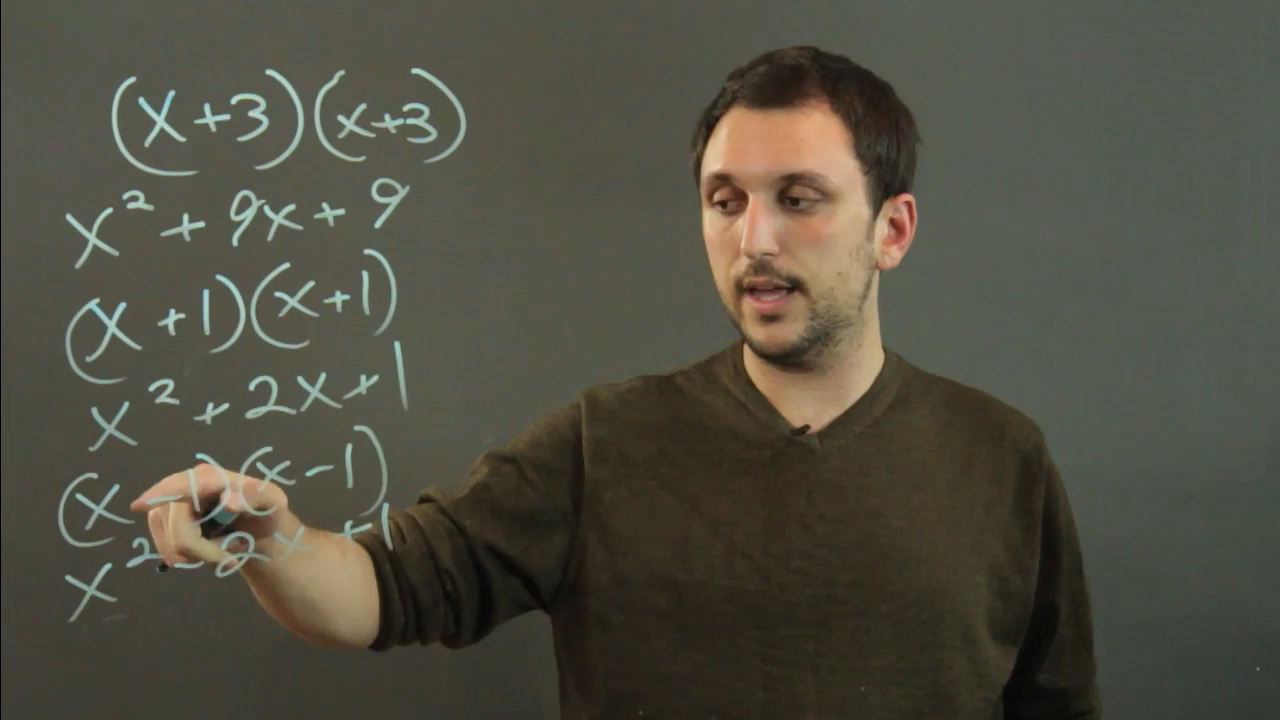 (x+3)(x+3)
x² + 9x + 9
(x +1)(x+1)
x² + 2x + 1
(x -1)(x-1)
x² - 2x + 1